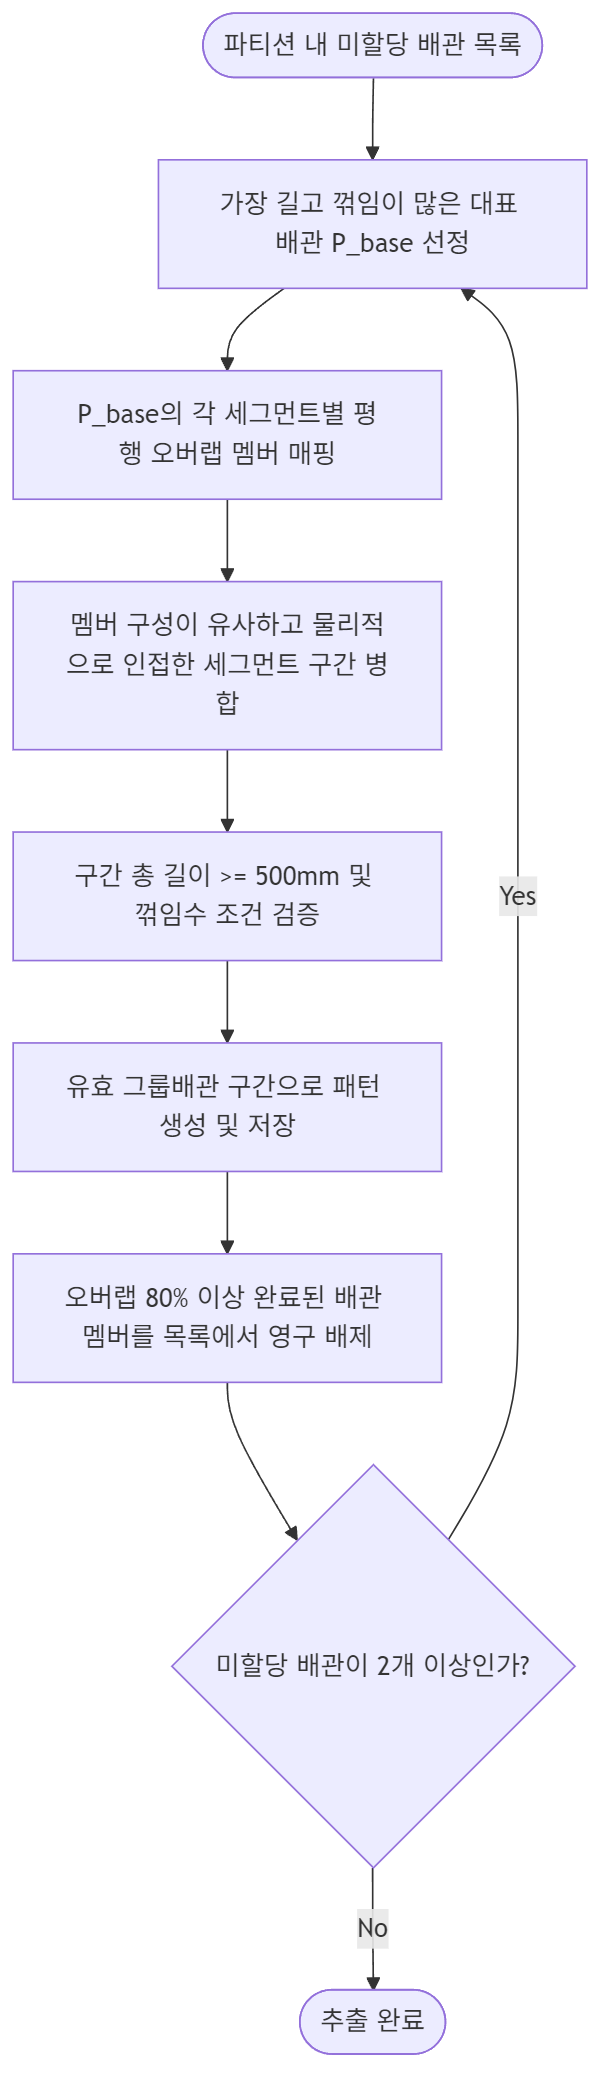 파티션 내 미할당 배관 목록
가장 길고 꺾임이 많은 대표
배관 P_base 선정
P_base의 각 세그먼트별 평
행 오버랩 멤버 매핑
멤버 구성이 유사하고 물리적
으로 인접한 세그먼트 구간 병
합
구간 총 길이 >= 500mm 및
꺾임수 조건 검증
Yes
유효 그룹배관 구간으로 패턴
생성 및 저장
오버랩 80% 이상 완료된 배관
멤버를 목록에서 영구 배제
미할당 배관이 2개 이상인가?
No
추출 완료